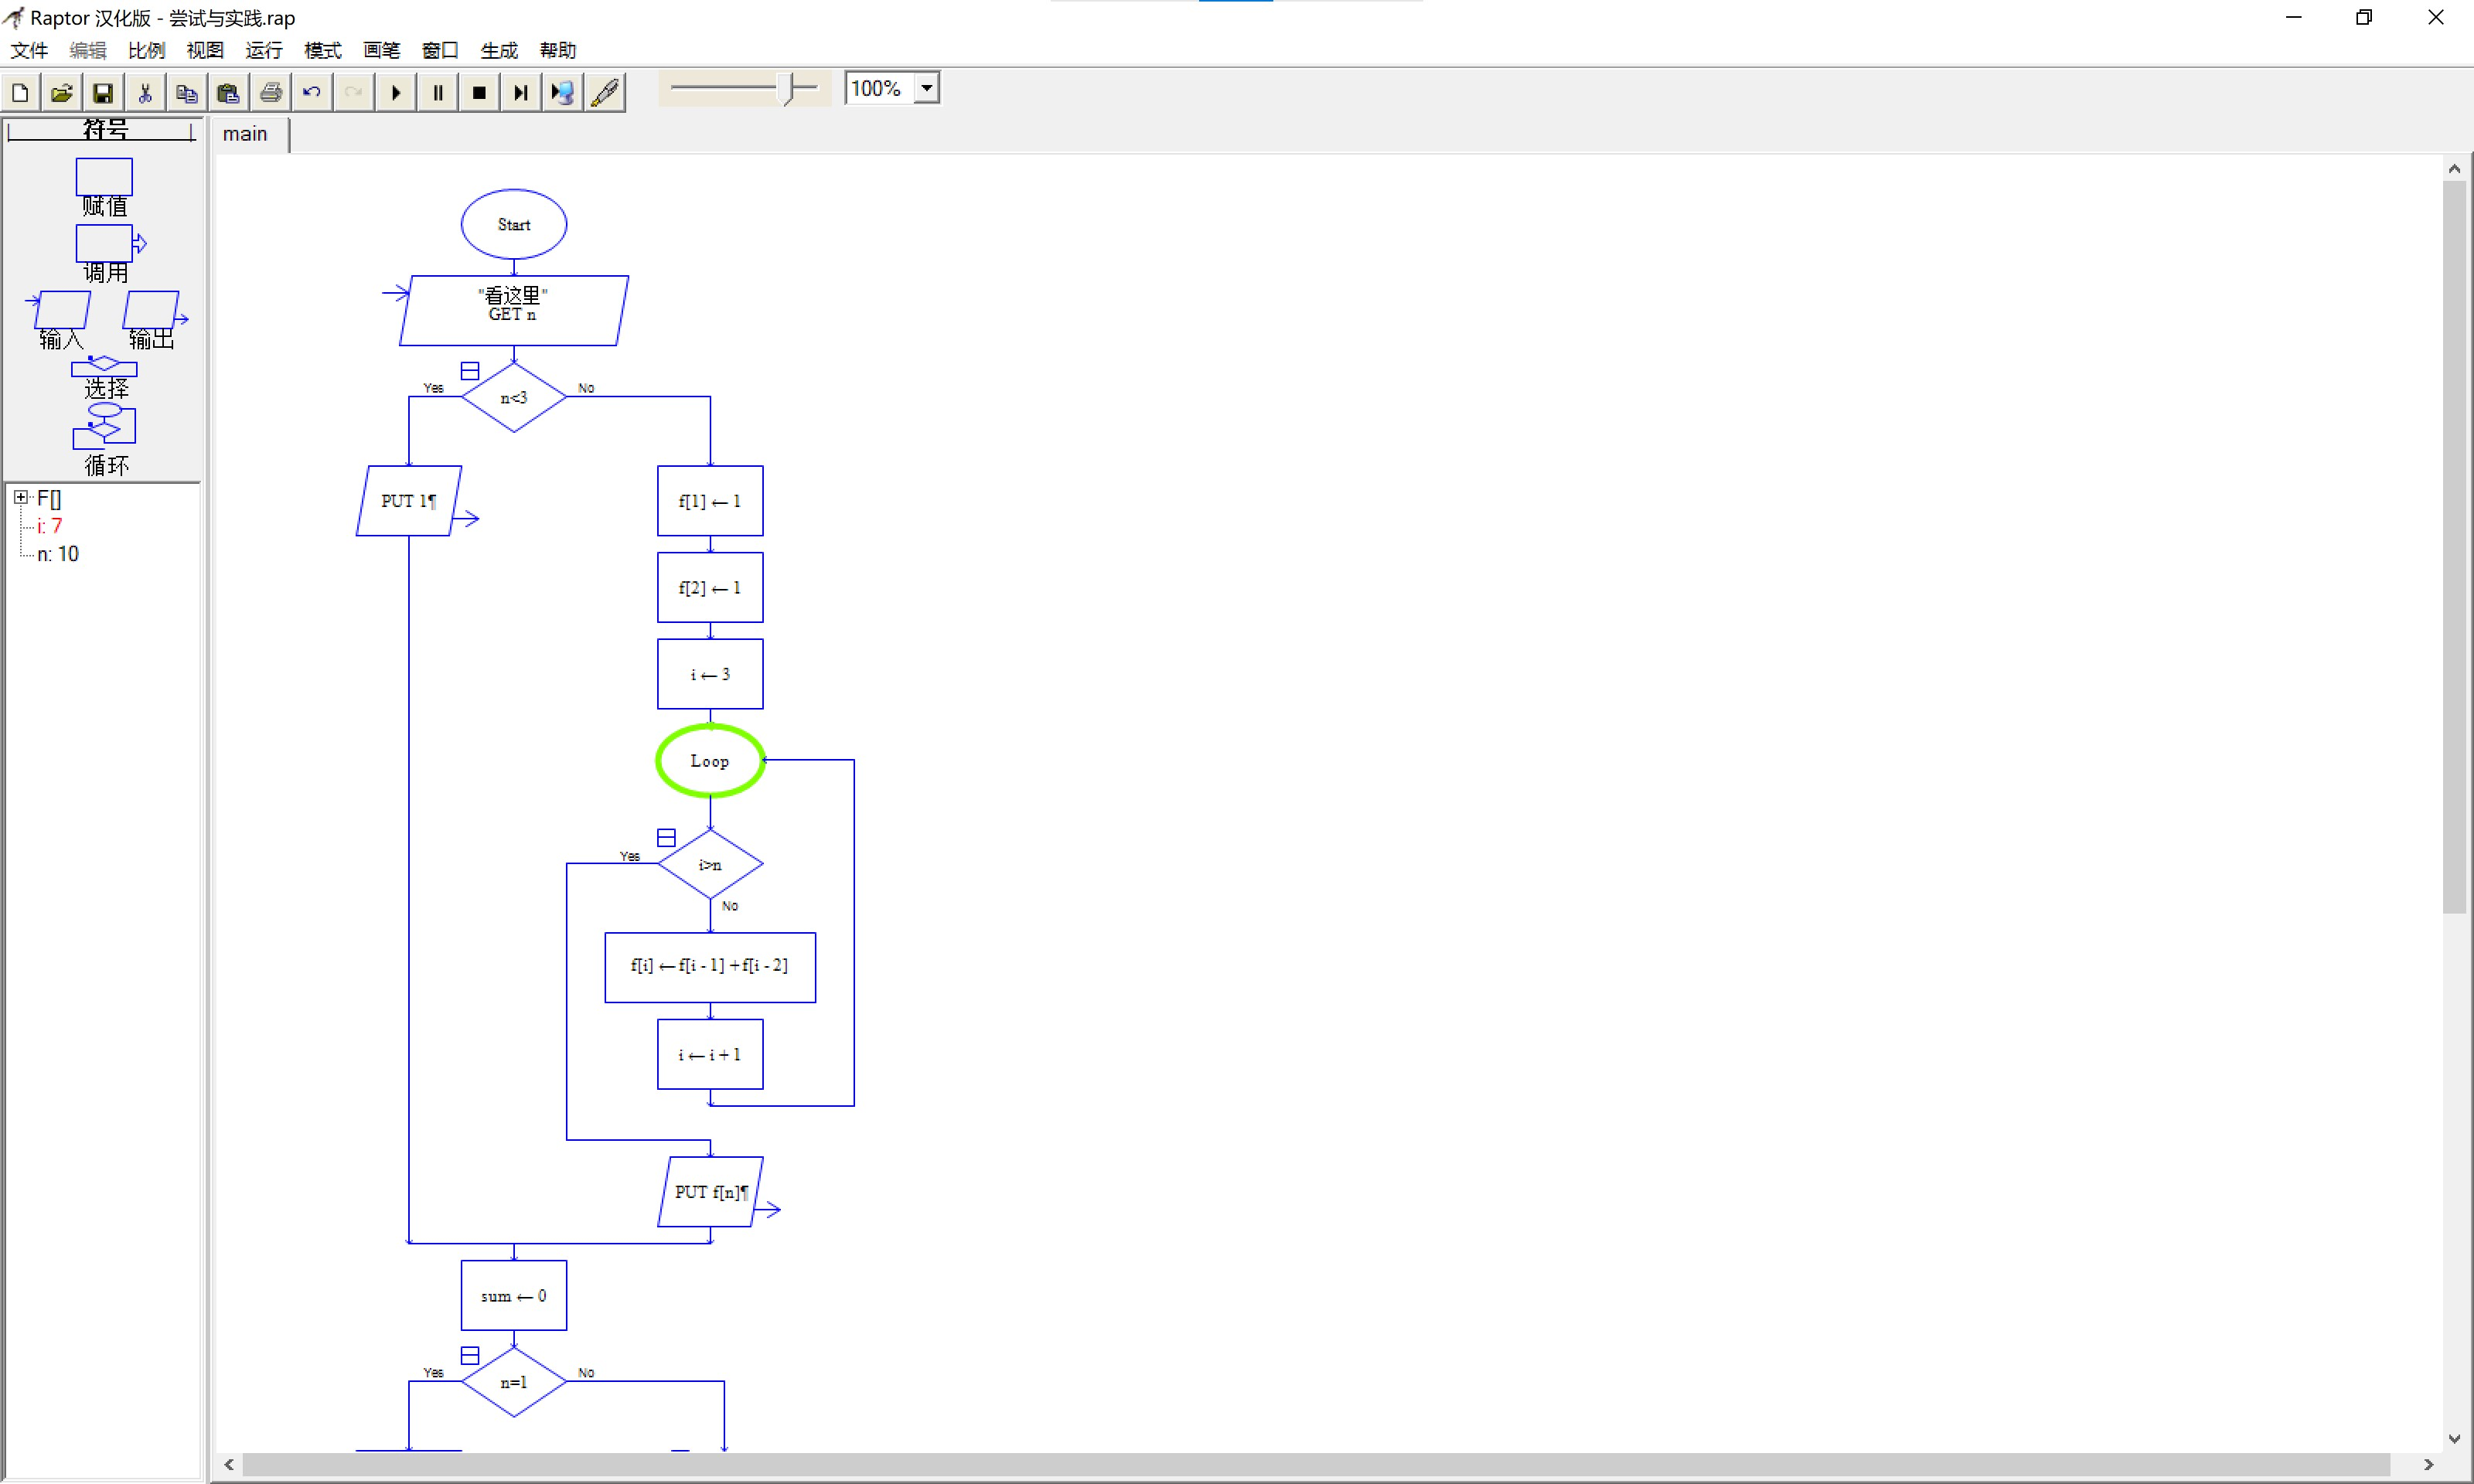 Raptor 汉化版 - 尝试与实践.rap
文件 编辑 比例 视图 运行 模式 画笔 窗口 生成 帮助
100%
符号
main
赋值
调用
输入 输出
选择
循环
F[]
i: 7
n: 10
Start
"看这里"
GET n
Yes No
n<3
PUT 1¶
f[1] ← 1
f[2] ← 1
i ← 3
Loop
Yes
i>n
No
f[i] ← f[i - 1] + f[i - 2]
i ← i + 1
PUT f[n]¶
sum ← 0
Yes No
n=1